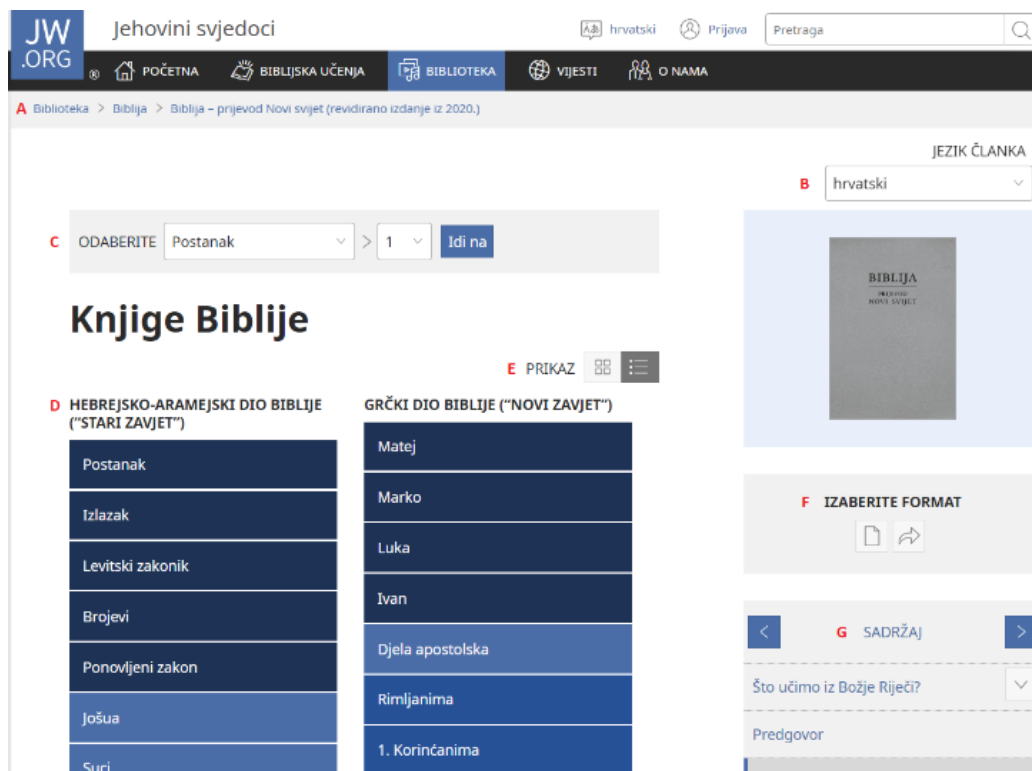 JW
.ORG
®
Jehovini svjedoci
hrvatski
Prijava
Pretraga
POČETNA
BIBLIJSKA UČENJA
BIBLIOTEKA
VIJESTI
O NAMA
A Biblioteka > Biblija > Biblija – prijevod Novi svijet (revidirano izdanje iz 2020.)
JEZIK ČLANKA
B hrvatski
C ODABERITE Postanak > 1 Idi na
BIBLIJA
PRIJEVOD
NOVI SVIJET
Knjige Biblije
E PRIKAZ
D HEBREJSKO-ARAMEJSKI DIO BIBLIJE
("STARI ZAVJET")
Postanak
Izlazak
Levitski zakonik
Brojevi
Ponovljeni zakon
Jošua
Suci
GRČKI DIO BIBLIJE ("NOVI ZAVJET")
Matej
Marko
Luka
Ivan
Djela apostolska
Rimljanima
1. Korinćanima
F IZABERITE FORMAT
< G SADRŽAJ >
Što učimo iz Božje Riječi?
Predgovor